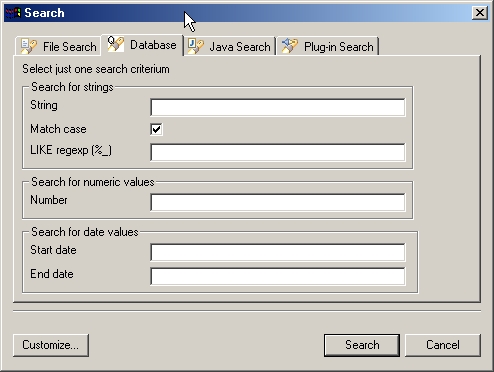 Search
File Search
Database
Java Search
Plug-in Search
Select just one search criterium
Search for strings
String
Match case
LIKE regexp (%_)
Search for numeric values
Number
Search for date values
Start date
End date
Customize...
Search
Cancel